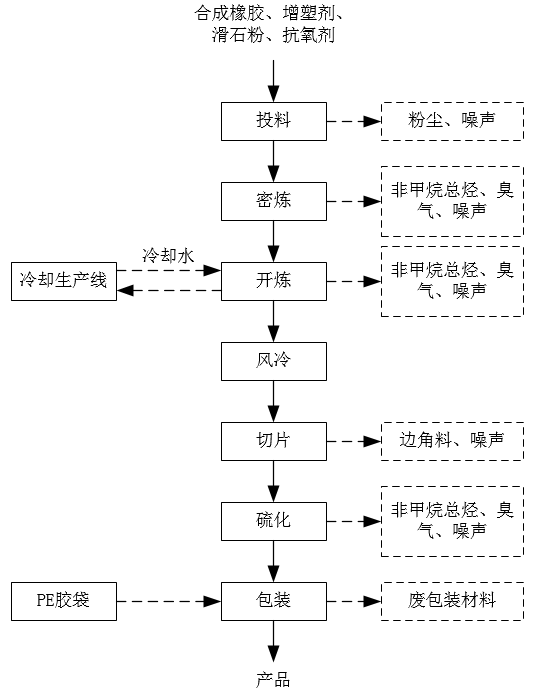 合成橡胶、增塑剂、
滑石粉、抗氧剂
投料
粉尘、噪声
密炼
非甲烷总烃、臭
气、噪声
冷却水
冷却生产线
开炼
非甲烷总烃、臭
气、噪声
风冷
切片
边角料、噪声
硫化
非甲烷总烃、臭
气、噪声
PE胶袋
包装
废包装材料
产品